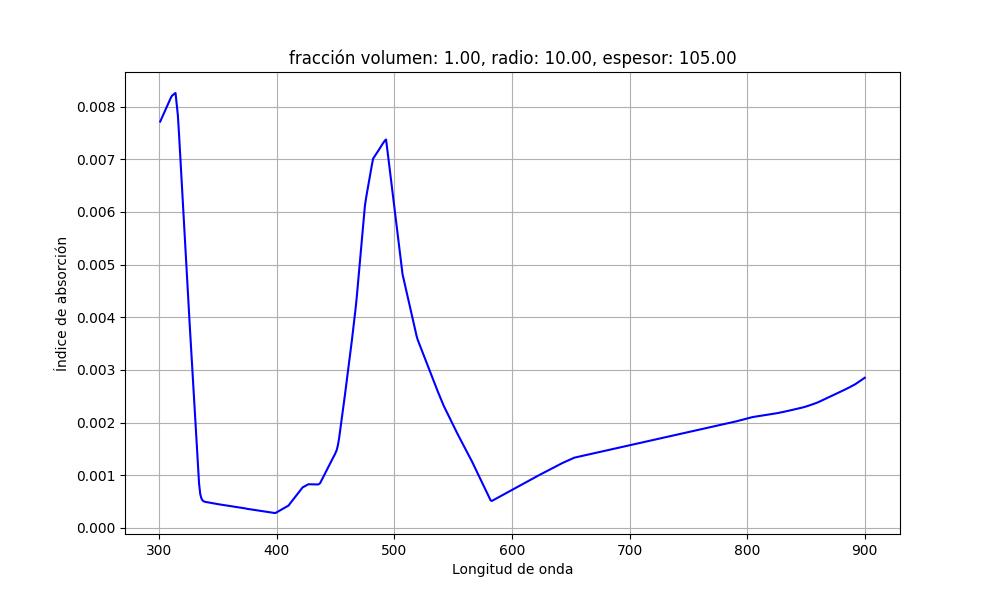 fracción volumen: 1.00, radio: 10.00, espesor: 105.00
0.008
0.007
0.006
0.005
0.004
0.003
0.002
0.001
0.000
Índice de absorción
300 400 500 600 700 800 900
Longitud de onda